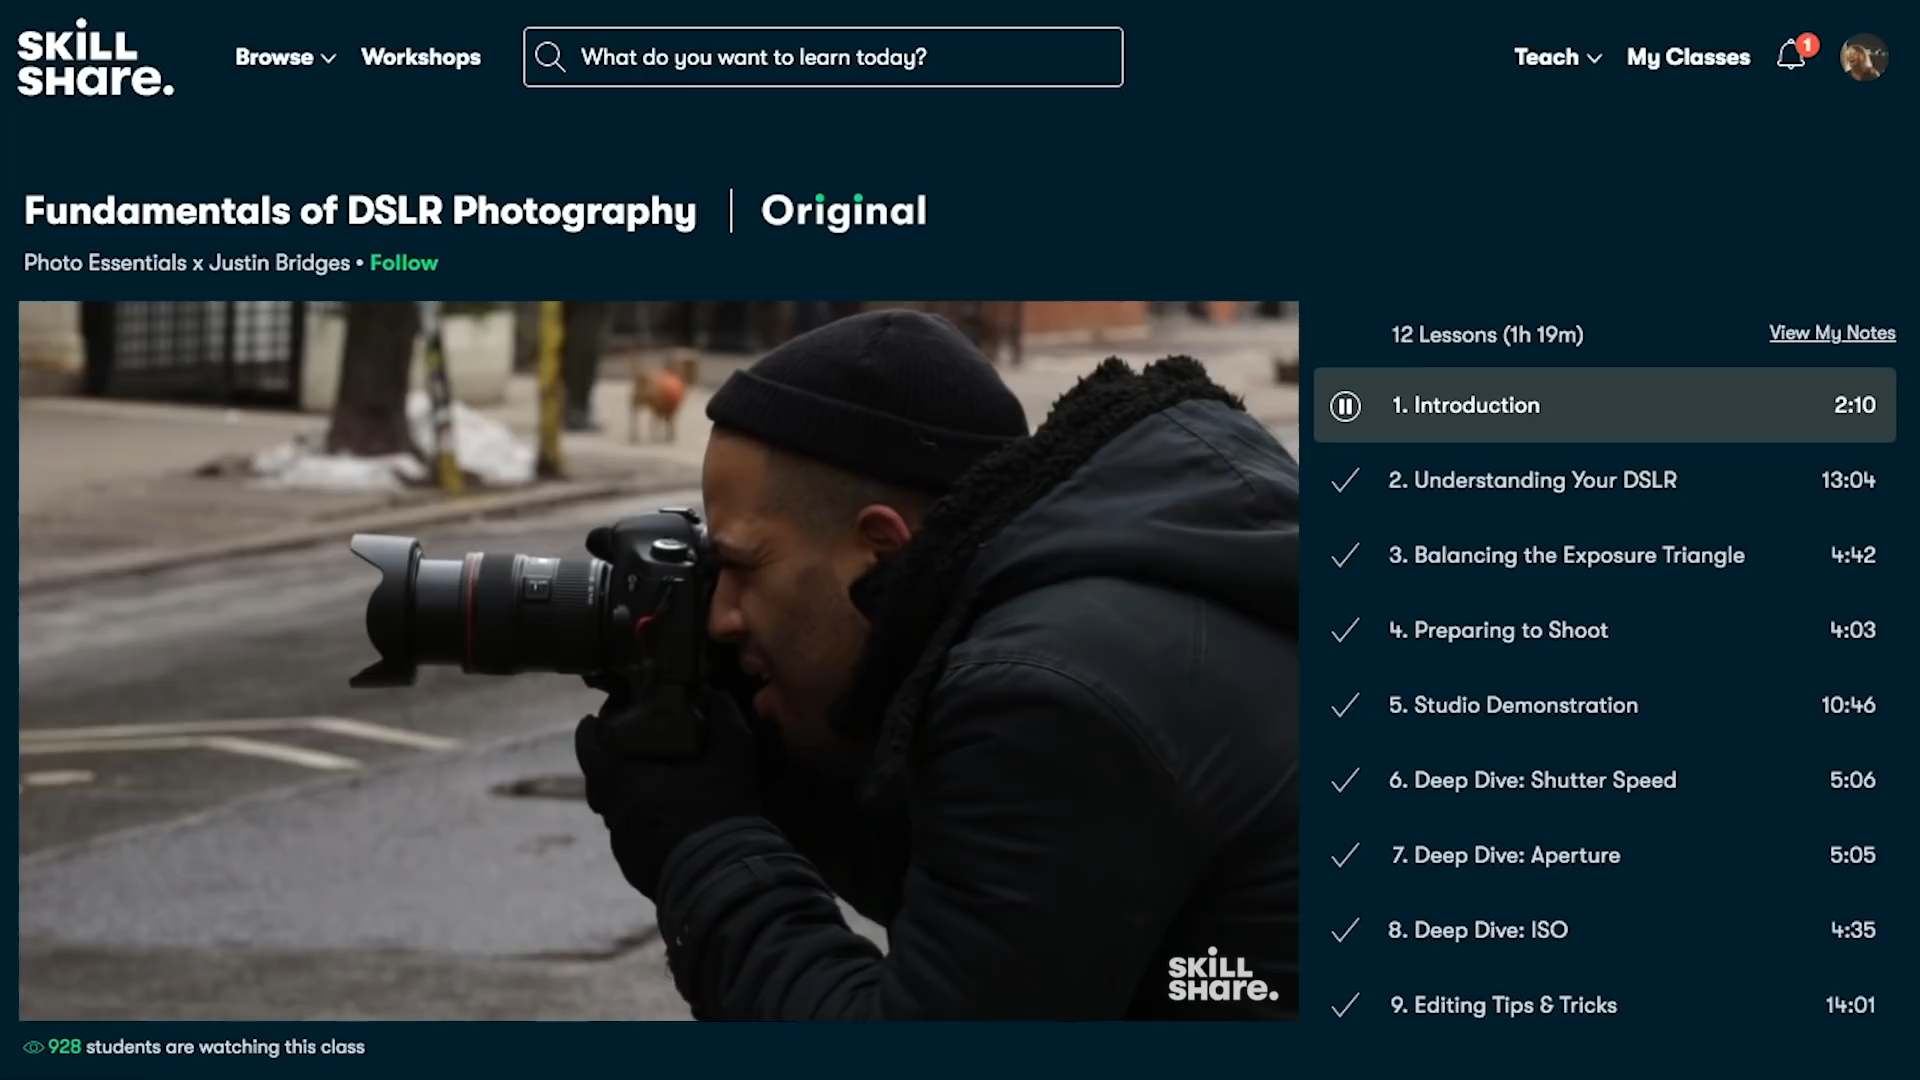 SKILL
SHare.
Browse
Workshops
What do you want to learn today?
Teach
My Classes
1
Fundamentals of DSLR Photography
Original
Photo Essentials x Justin Bridges • Follow
12 Lessons (1h 19m)
View My Notes
1. Introduction 2:10
2. Understanding Your DSLR 13:04
3. Balancing the Exposure Triangle 4:42
4. Preparing to Shoot 4:03
5. Studio Demonstration 10:46
6. Deep Dive: Shutter Speed 5:06
7. Deep Dive: Aperture 5:05
8. Deep Dive: ISO 4:35
9. Editing Tips & Tricks 14:01
SKILL
SHare.
928 students are watching this class